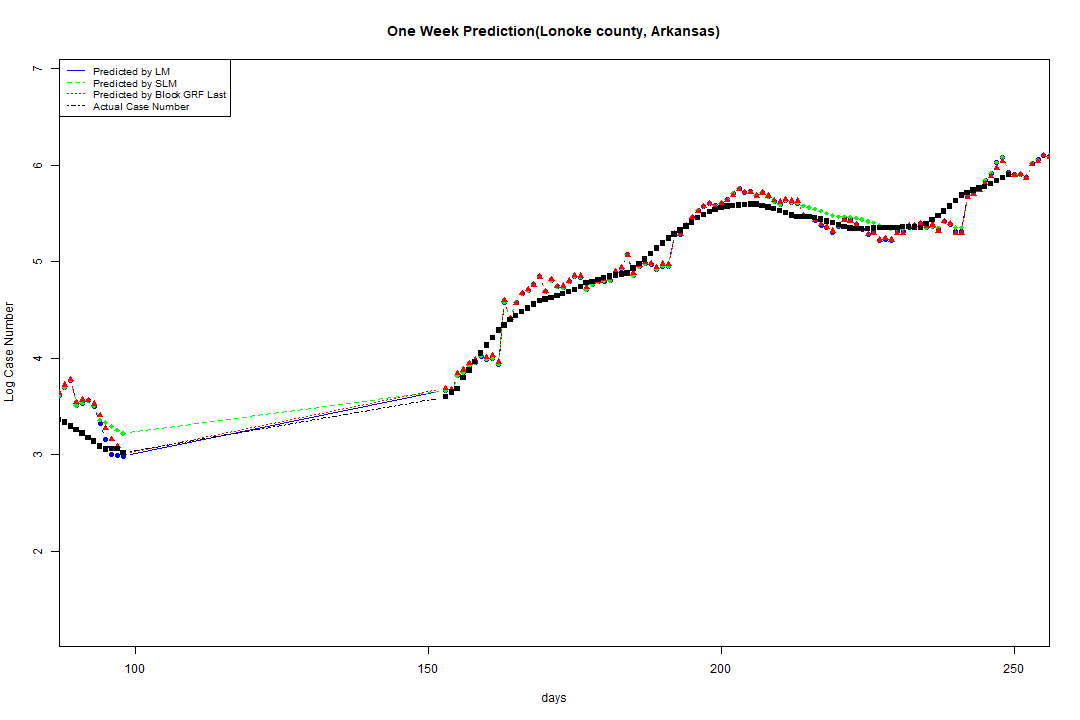 One Week Prediction(Lonoke county, Arkansas)
7
Predicted by LM
Predicted by SLM
Predicted by Block GRF Last
Actual Case Number
6
5
4
3
2
Log Case Number
100
150
200
250
days